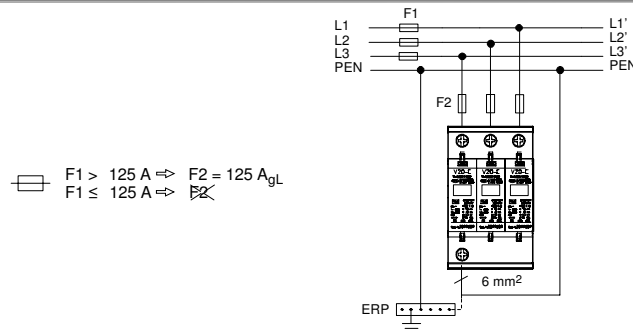 F1
L1
L1'
L2
L2'
L3
L3'
PEN
PEN
F2
F1 > 125 A ⇨ F2 = 125 AgL
F1 ≤ 125 A ⇨ F2
V20-C V20-C V20-C
6 mm²
ERP